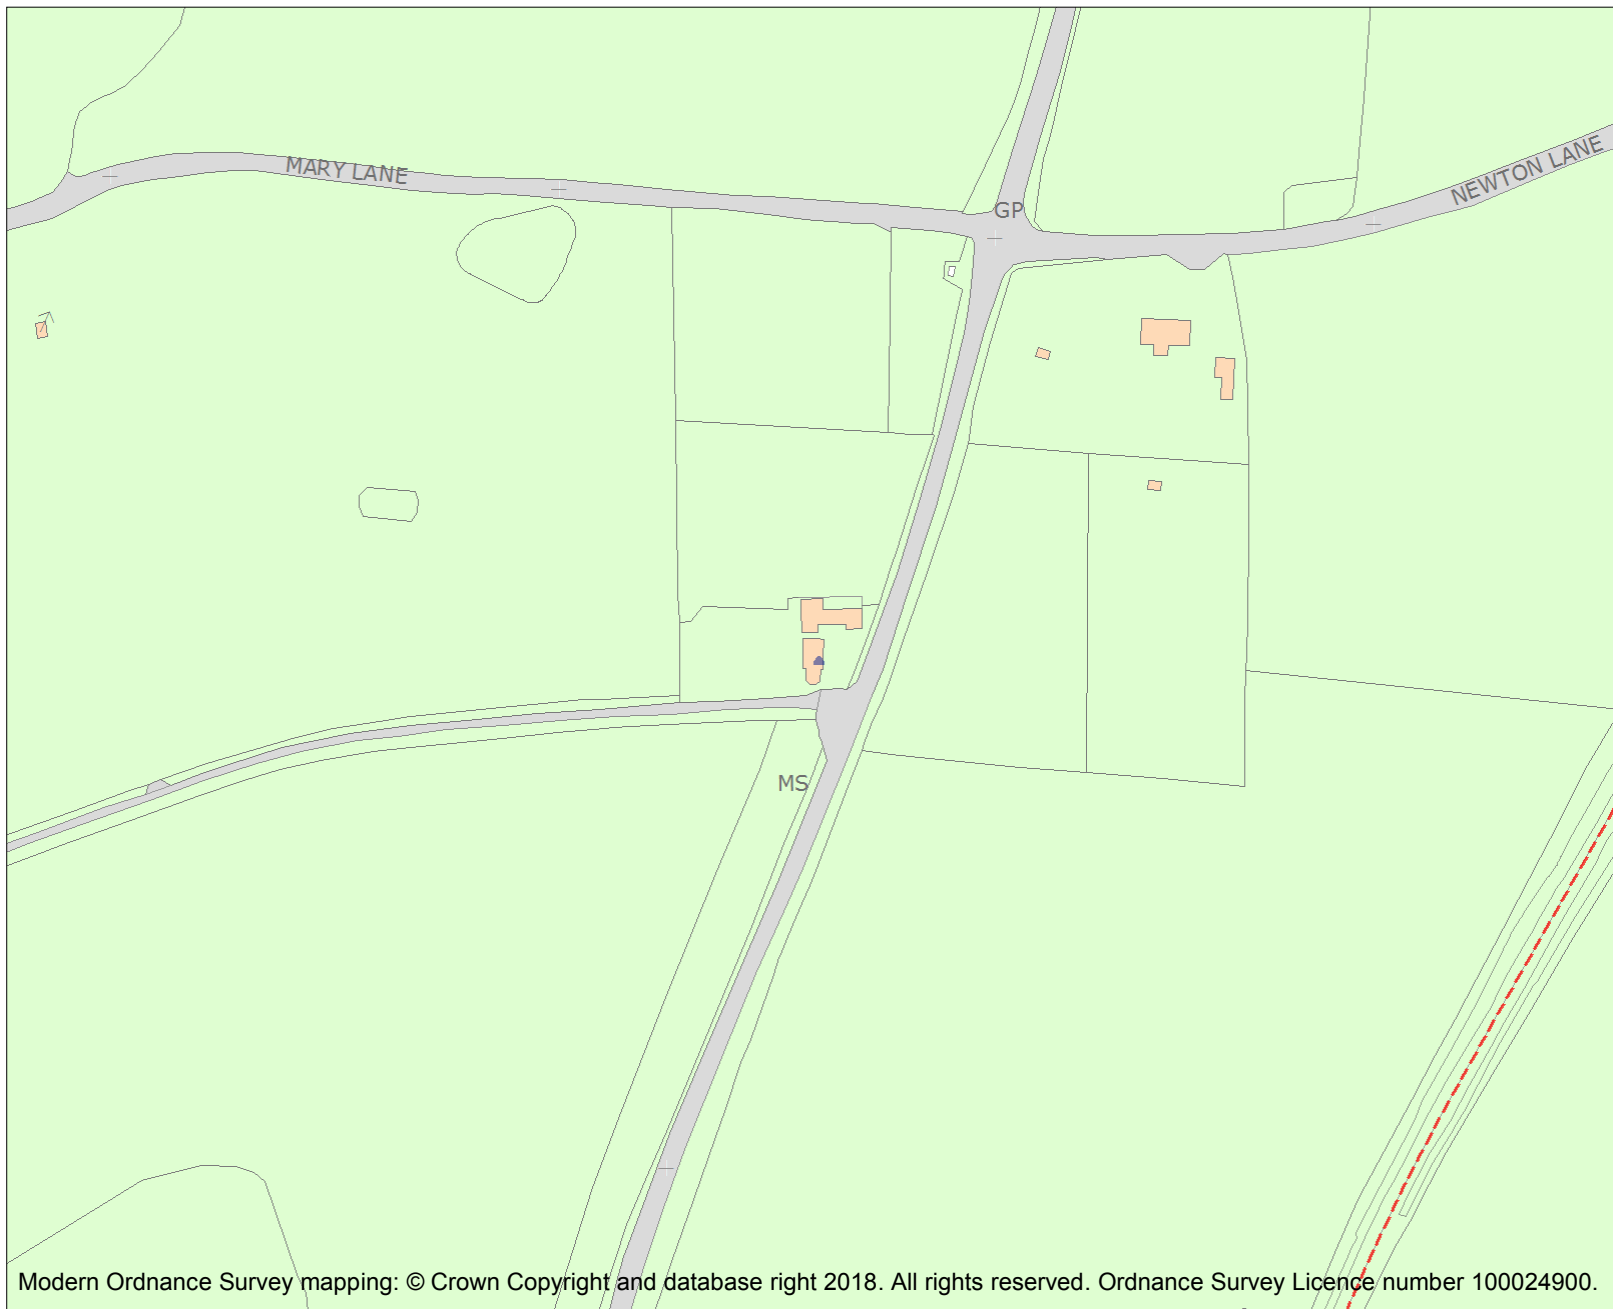 MARY LANE
NEWTON LANE
GP
MS
Modern Ordnance Survey mapping: © Crown Copyright and database right 2018. All rights reserved. Ordnance Survey Licence number 100024900.